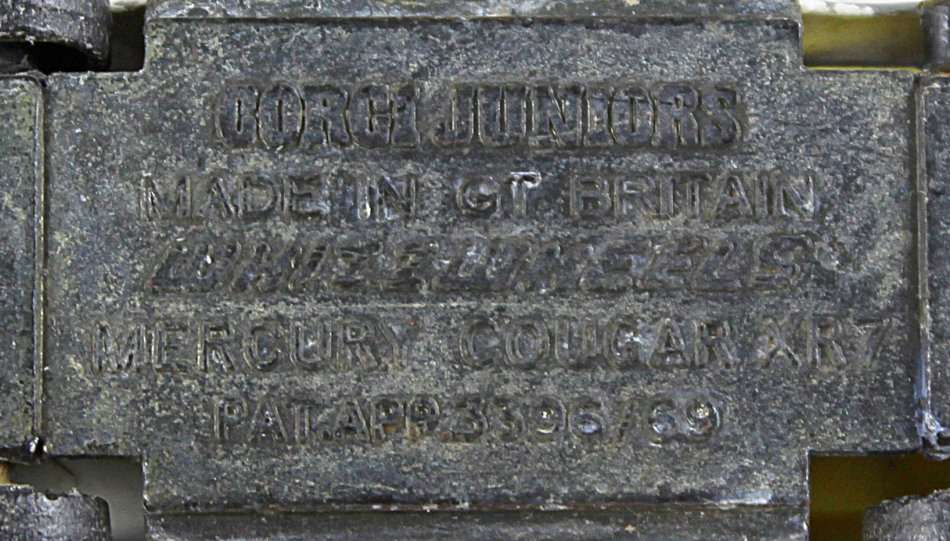 CORGI JUNIORS
MADE IN GT BRITAIN
WHIZZWHEELS
MERCURY COUGAR XR7
PAT.APP.3396/69